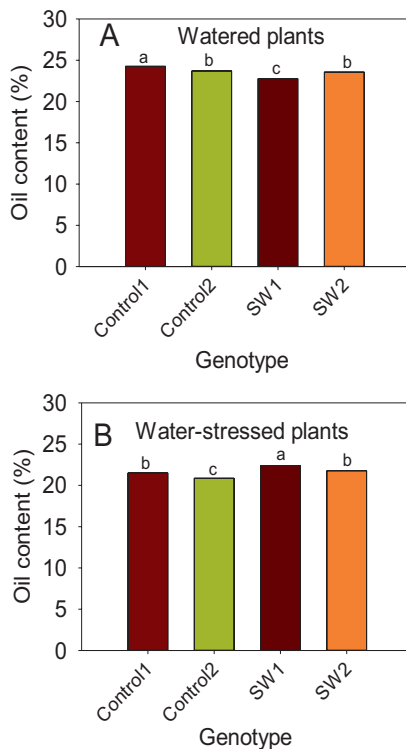 A Watered plants
Oil content (%)
30
25
20
15
10
5
0
a b c b
Control1 Control2 SW1 SW2
Genotype
B Water-stressed plants
Oil content (%)
30
25
20
15
10
5
0
b c a b
Control1 Control2 SW1 SW2
Genotype